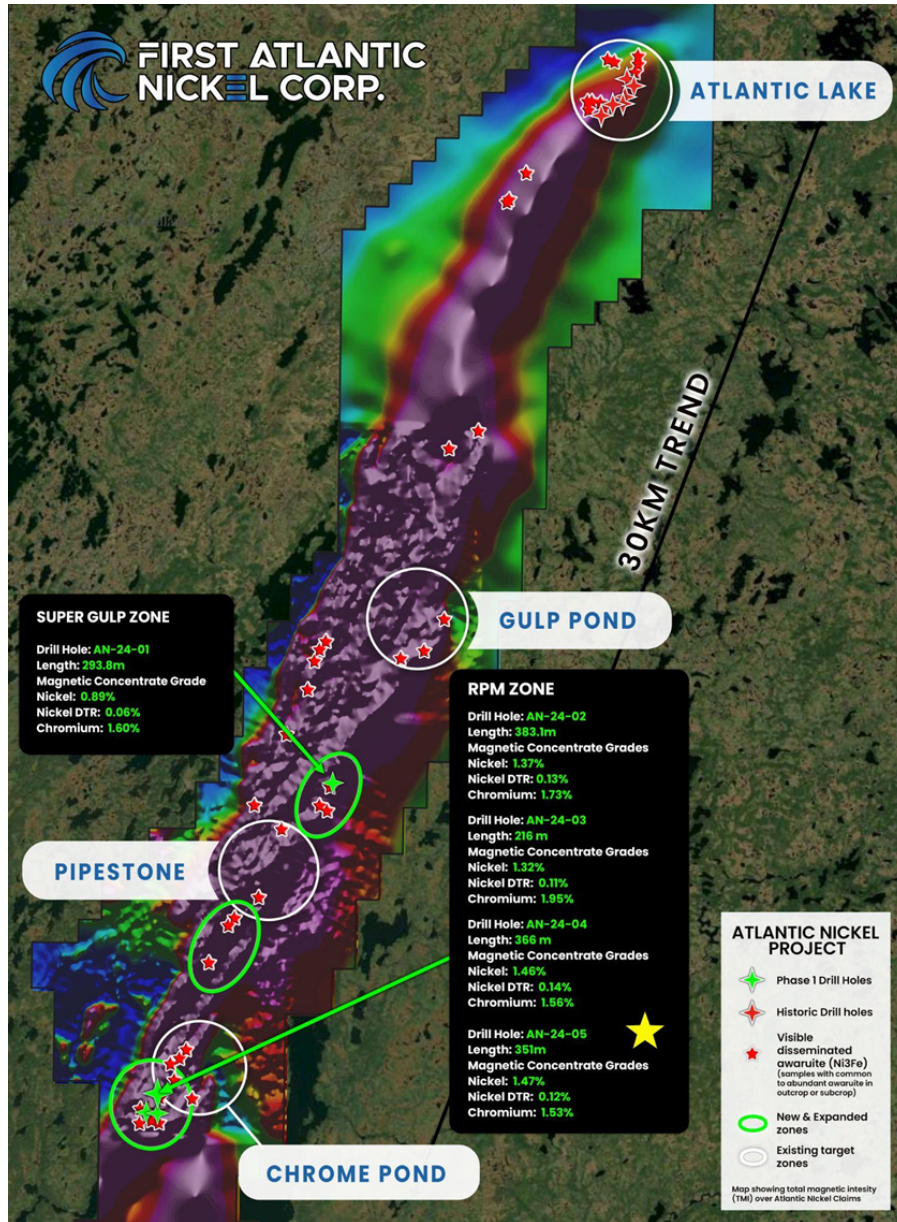 FIRST ATLANTIC
NICKEL CORP.
ATLANTIC LAKE
30KM TREND
GULP POND
SUPER GULP ZONE
Drill Hole: AN-24-01
Length: 293.8m
Magnetic Concentrate Grade
Nickel: 0.89%
Nickel DTR: 0.06%
Chromium: 1.60%
RPM ZONE
Drill Hole: AN-24-02
Length: 383.1m
Magnetic Concentrate Grades
Nickel: 1.37%
Nickel DTR: 0.13%
Chromium: 1.73%
Drill Hole: AN-24-03
Length: 216 m
Magnetic Concentrate Grades
Nickel: 1.32%
Nickel DTR: 0.11%
Chromium: 1.95%
Drill Hole: AN-24-04
Length: 366 m
Magnetic Concentrate Grades
Nickel: 1.46%
Nickel DTR: 0.14%
Chromium: 1.56%
Drill Hole: AN-24-05
Length: 351m
Magnetic Concentrate Grades
Nickel: 1.47%
Nickel DTR: 0.12%
Chromium: 1.53%
PIPESTONE
CHROME POND
ATLANTIC NICKEL
PROJECT
Phase 1 Drill Holes
Historic Drill holes
Visible
disseminated
awaruite (Ni3Fe)
(samples with common
to abundant awaruite in
outcrop or subcrop)
New & Expanded
zones
Existing target
zones
Map showing total magnetic intesity
(TMI) over Atlantic Nickel Claims